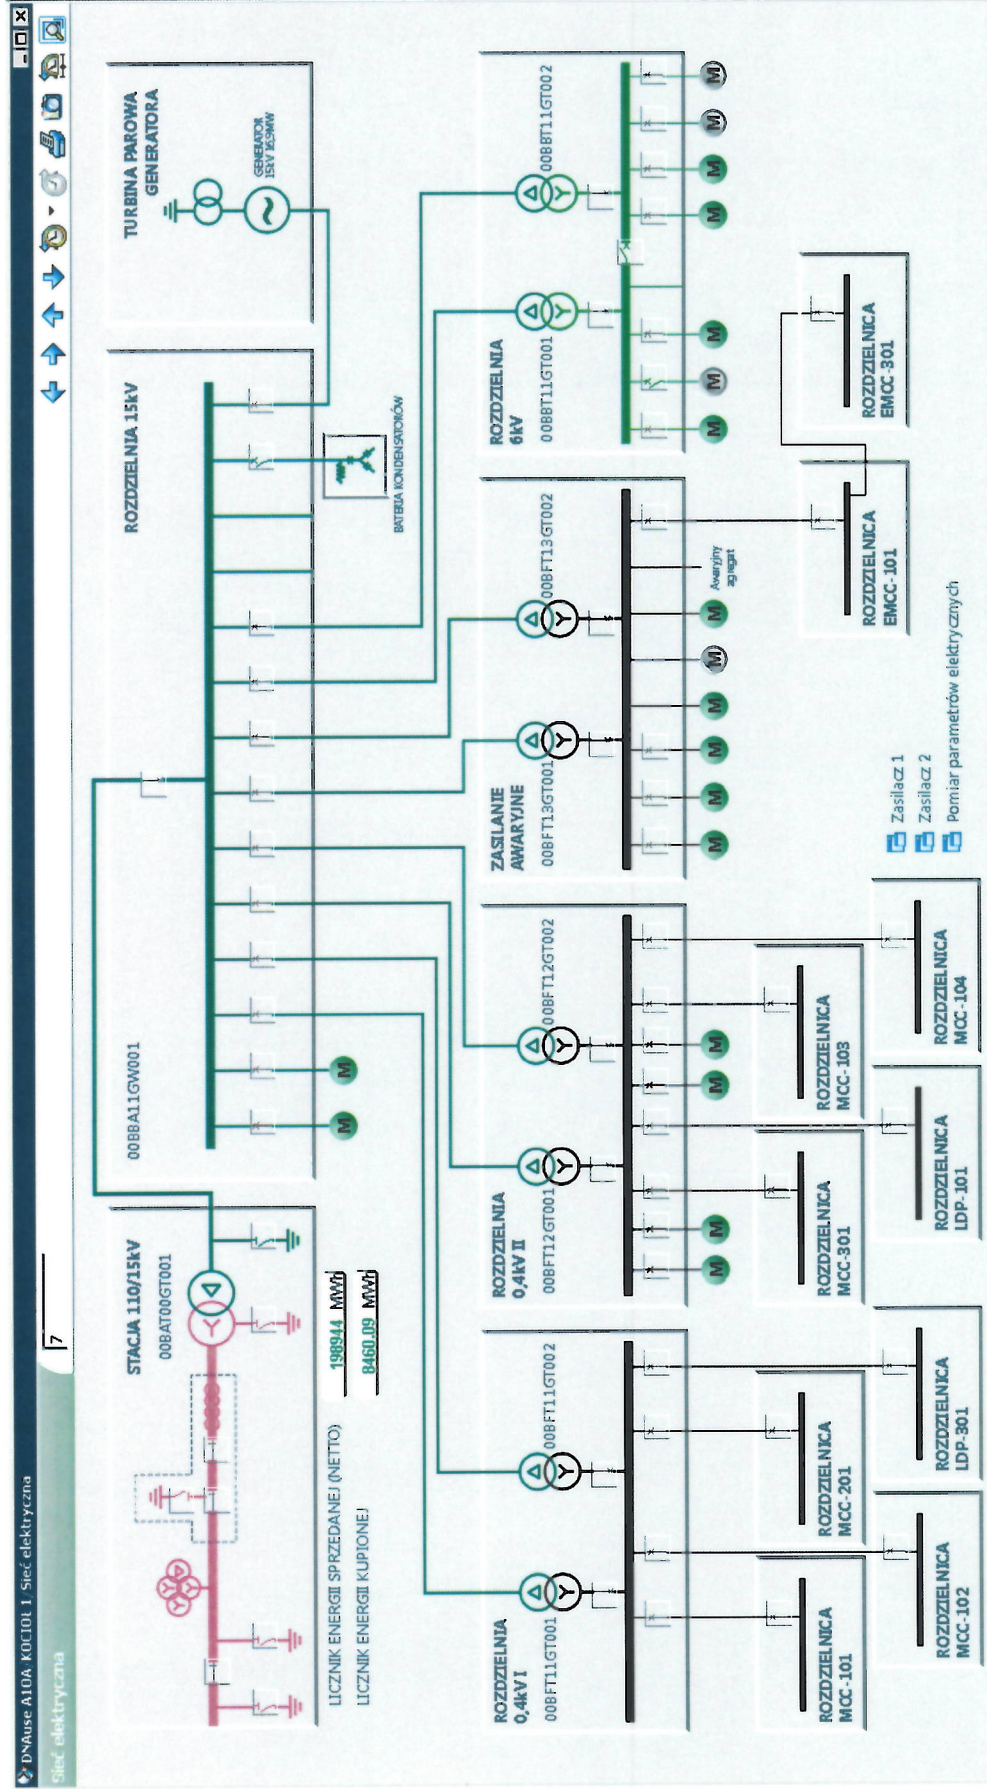 DNAuse A10A - KOCIOŁ 1 / Sieć elektryczna
Sieć elektryczna
7
STACJA 110/15kV
00BAT00GT001
LICZNIK ENERGII SPRZEDANEJ (NETTO)
198944 MWh
LICZNIK ENERGII KUPIONEJ
8460.09 MWh
00BBA11GW001
ROZDZIELNIA 15kV
M
M
BATERIA KONDENSATORÓW
TURBINA PAROWA
GENERATORA
GENERATOR
15kV 16,9MW
ROZDZIELNIA
0,4kV I
00BFT11GT001
00BFT11GT002
ROZDZIELNICA
MCC-101
ROZDZIELNICA
MCC-201
ROZDZIELNICA
MCC-102
ROZDZIELNICA
LDP-301
ROZDZIELNIA
0,4kV II
00BFT12GT001
00BFT12GT002
M
M
M
M
ROZDZIELNICA
MCC-301
ROZDZIELNICA
MCC-103
ROZDZIELNICA
LDP-101
ROZDZIELNICA
MCC-104
ZASILANIE
AWARYJNE
00BFT13GT001
00BFT13GT002
M
M
M
M
M
M
Awaryjny
agregat
ROZDZIELNICA
EMCC-101
ROZDZIELNICA
EMCC-301
ROZDZIELNIA
6kV
00BBT11GT001
00BBT11GT002
M
M
M
M
M
M
M
Zasilacz 1
Zasilacz 2
Pomiar parametrów elektrycznych